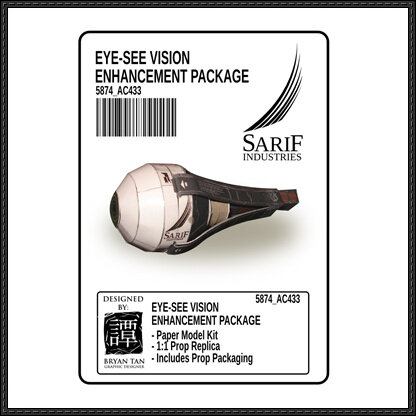 EYE-SEE VISION
ENHANCEMENT PACKAGE
5874_AC433
SARIF
INDUSTRIES
SARIF
5874_AC433
DESIGNED
BY:
譚
BRYAN TAN
GRAPHIC DESIGNER
EYE-SEE VISION
ENHANCEMENT PACKAGE
- Paper Model Kit
- 1:1 Prop Replica
- Includes Prop Packaging